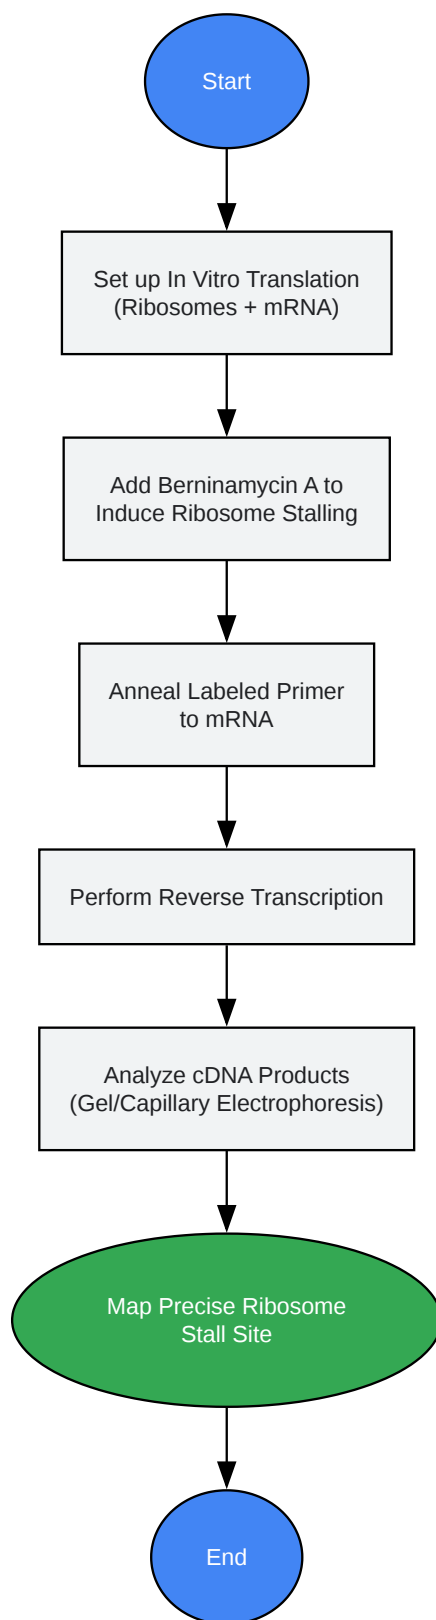 Start
Set up In Vitro Translation
(Ribosomes + mRNA)
Add Berninamycin A to
Induce Ribosome Stalling
Anneal Labeled Primer
to mRNA
Perform Reverse Transcription
Analyze cDNA Products
(Gel/Capillary Electrophoresis)
Map Precise Ribosome
Stall Site
End